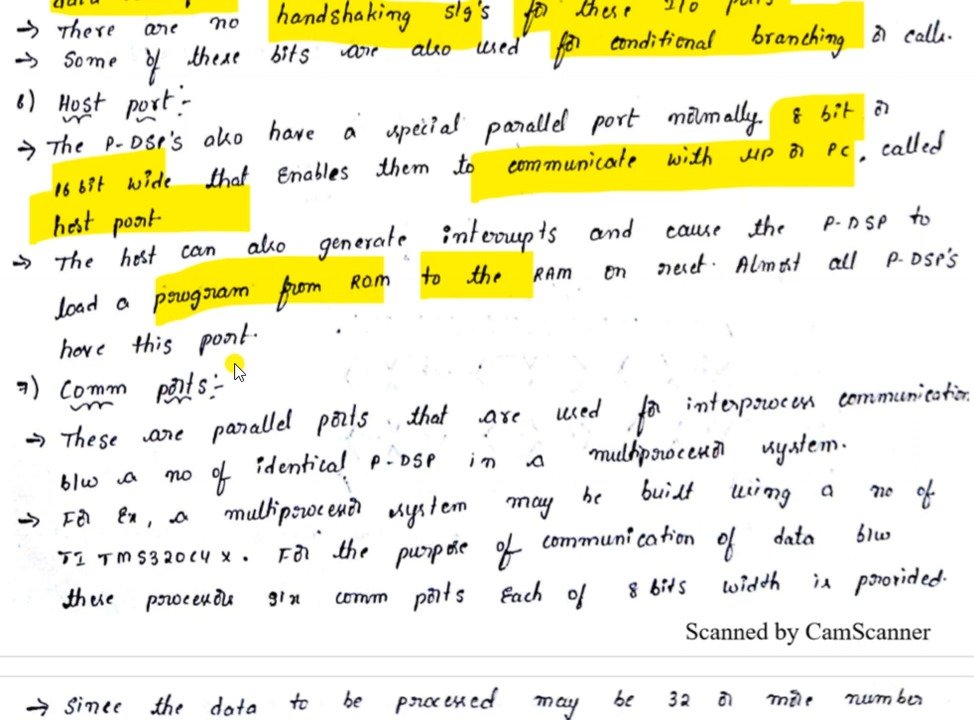 → There are no handshaking sig's for these I/O
→ Some of these bits are also used for conditional branching or calls.
6) Host port:-
→ The P-DSP's also have a special parallel port normally 8 bit or
16 bit wide that Enables them to communicate with μP or PC, called
host port
→ The host can also generate interrupts and cause the P-DSP to
load a program from ROM to the RAM on reset. Almost all P-DSP's
have this port.
7) Comm ports:-
→ These are parallel ports that are used for interprocess communication
b/w a no of identical P-DSP in a multiprocessor system.
→ For Ex, a multiprocessor system may be built using a no of
TI TMS320C4X. For the purpose of communication of data b/w
these processors six comm ports Each of 8 bits width is provided.
Scanned by CamScanner
→ Since the data to be processed may be 32 or more number